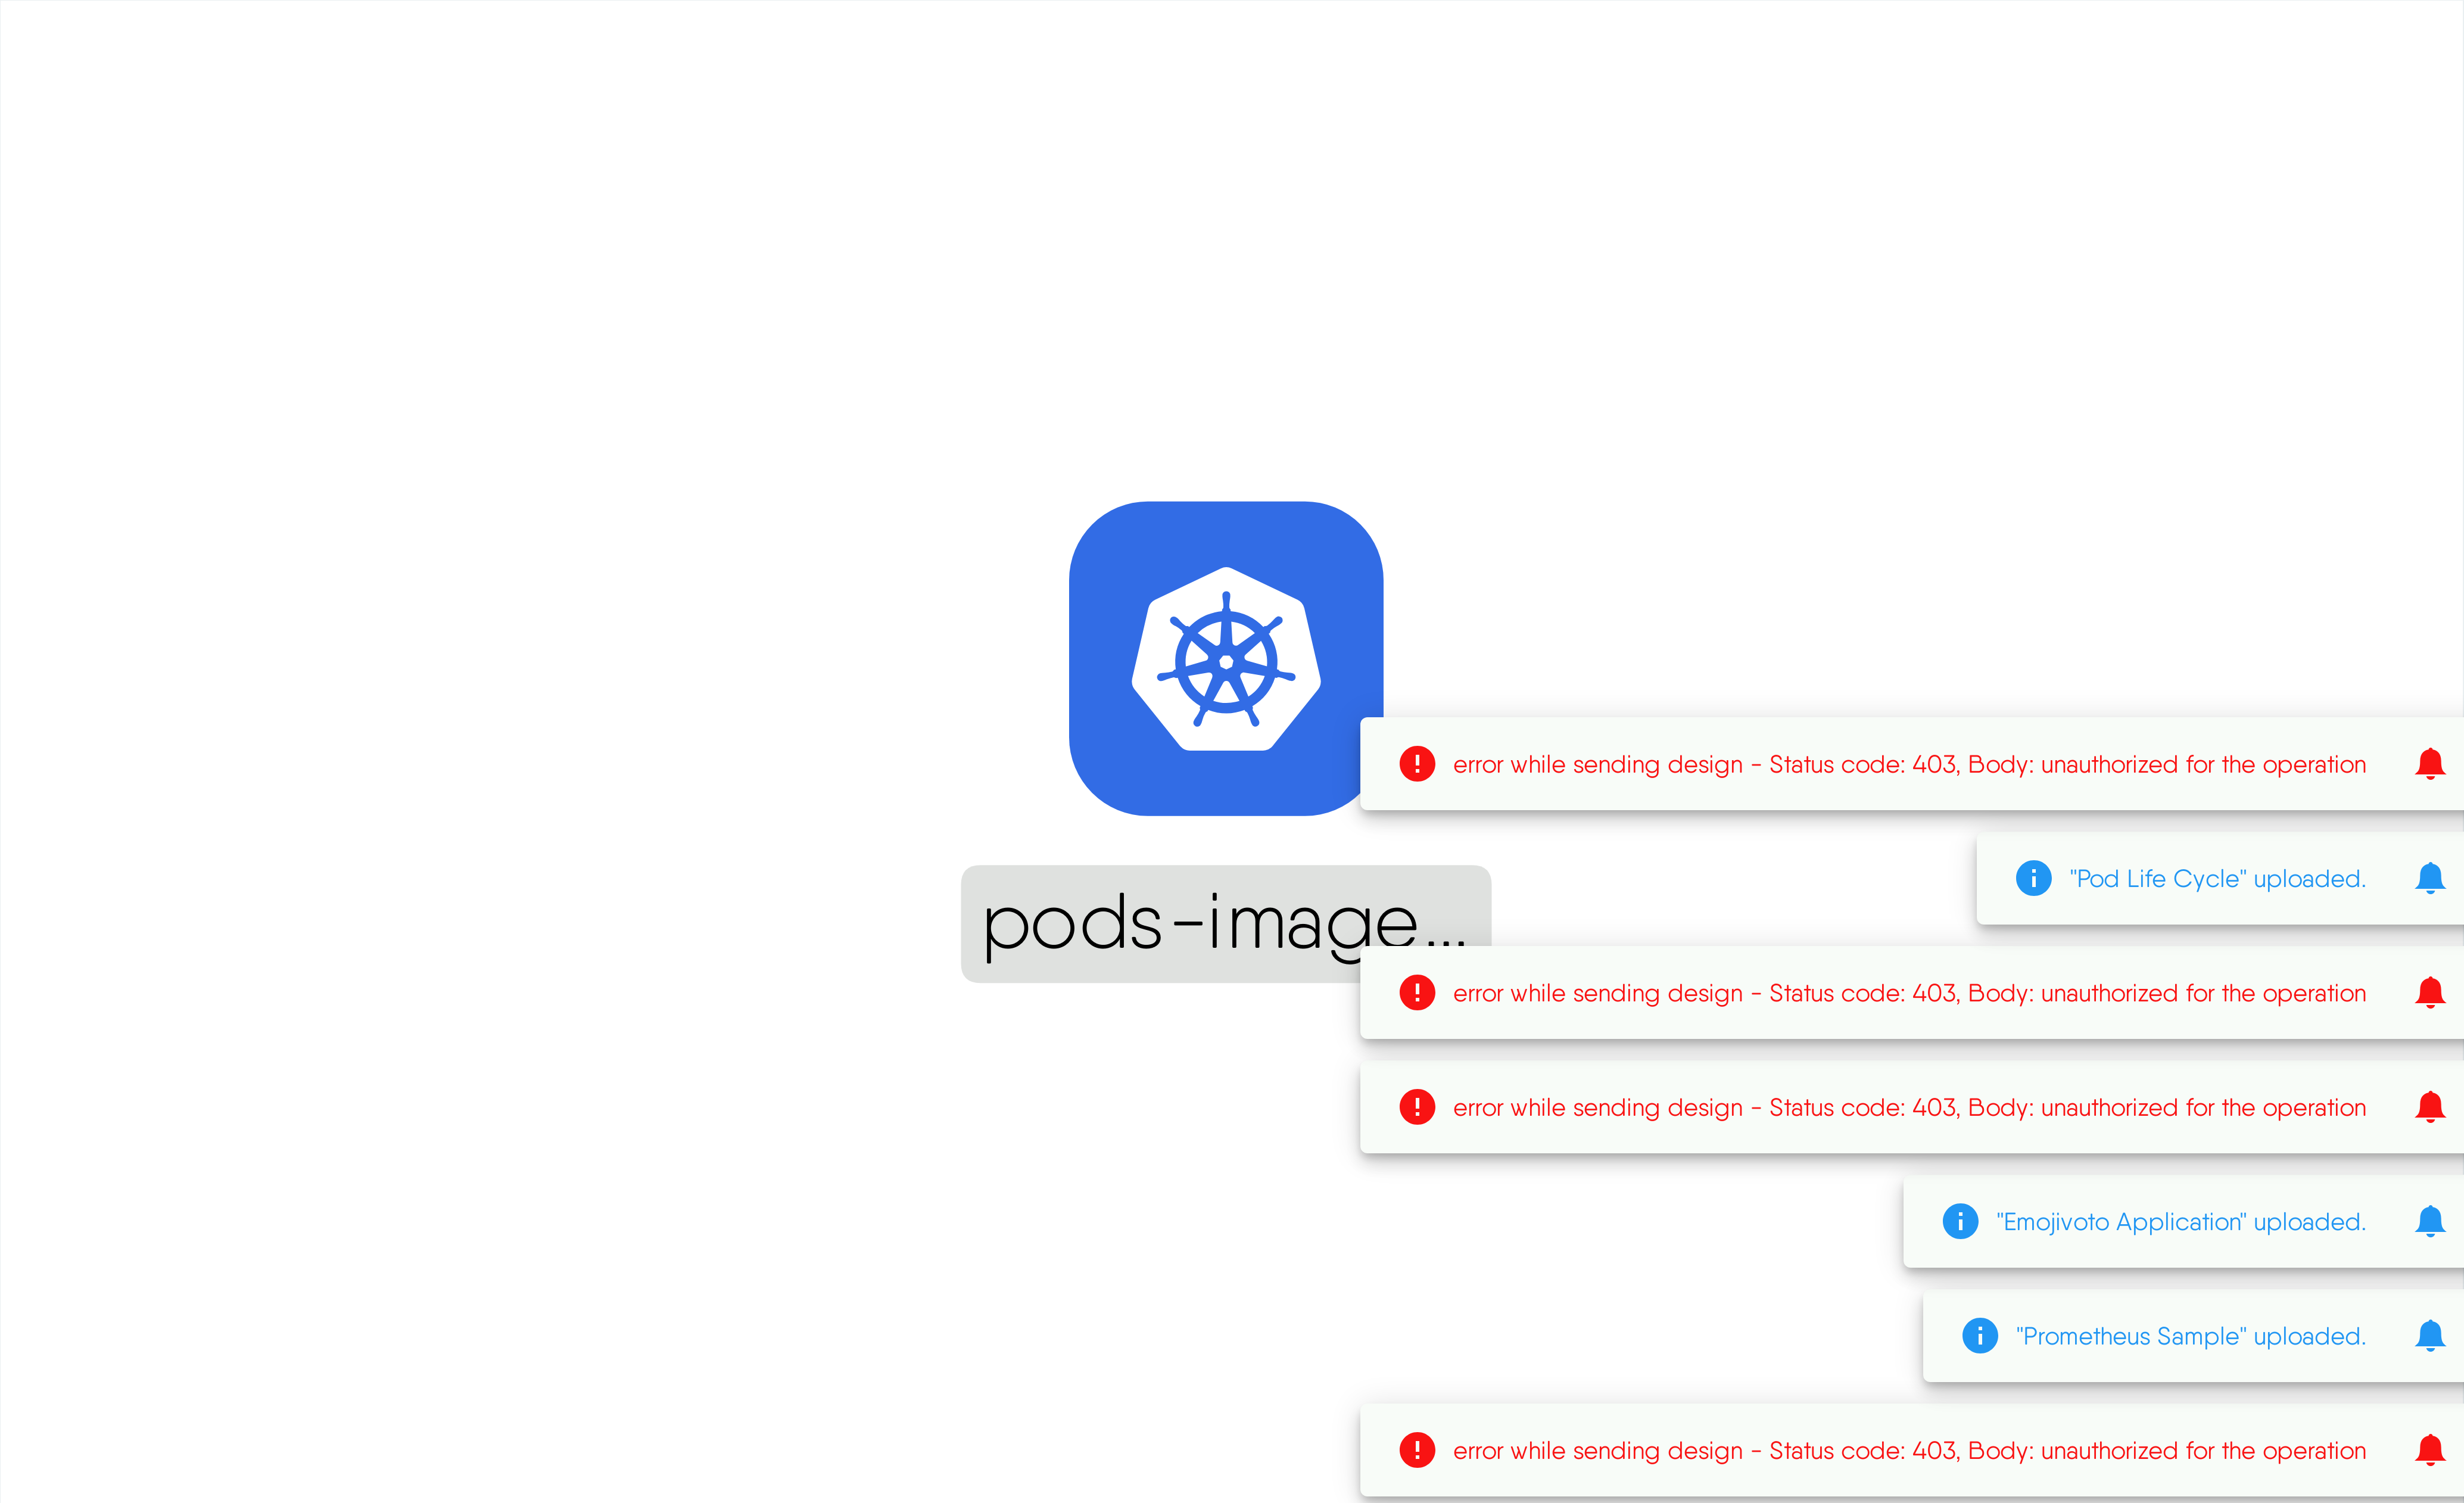 error while sending design - Status code: 403, Body: unauthorized for the operation
"Pod Life Cycle" uploaded.
pods-image...
error while sending design - Status code: 403, Body: unauthorized for the operation
error while sending design - Status code: 403, Body: unauthorized for the operation
"Emojivoto Application" uploaded.
"Prometheus Sample" uploaded.
error while sending design - Status code: 403, Body: unauthorized for the operation